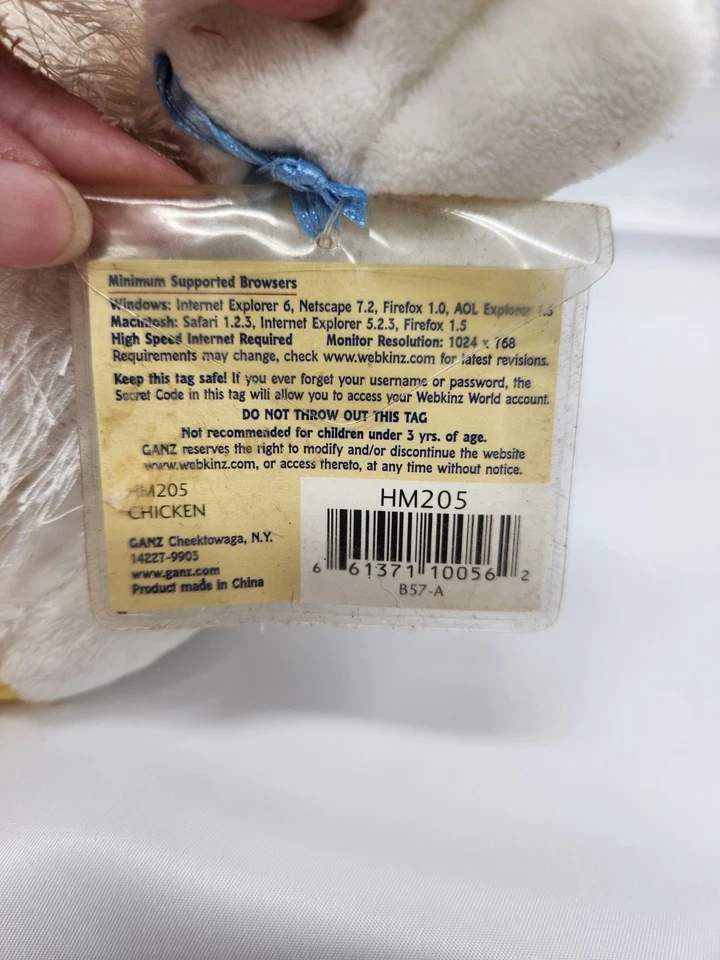 Minimum Supported Browsers
Windows: Internet Explorer 6, Netscape 7.2, Firefox 1.0, AOL Explorer 1.5
Macintosh: Safari 1.2.3, Internet Explorer 5.2.3, Firefox 1.5
High Speed Internet Required Monitor Resolution: 1024 x 768
Requirements may change, check www.webkinz.com for latest revisions.
Keep this tag safe! If you ever forget your username or password, the
Secret Code in this tag will allow you to access your Webkinz World account.
DO NOT THROW OUT THIS TAG
Not recommended for children under 3 yrs. of age.
GANZ reserves the right to modify and/or discontinue the website
www.webkinz.com, or access thereto, at any time without notice.
HM205
CHICKEN
GANZ Cheektowaga, N.Y.
14227-9903
www.ganz.com
Product made in China
HM205
6 61371 10056 2
B57-A